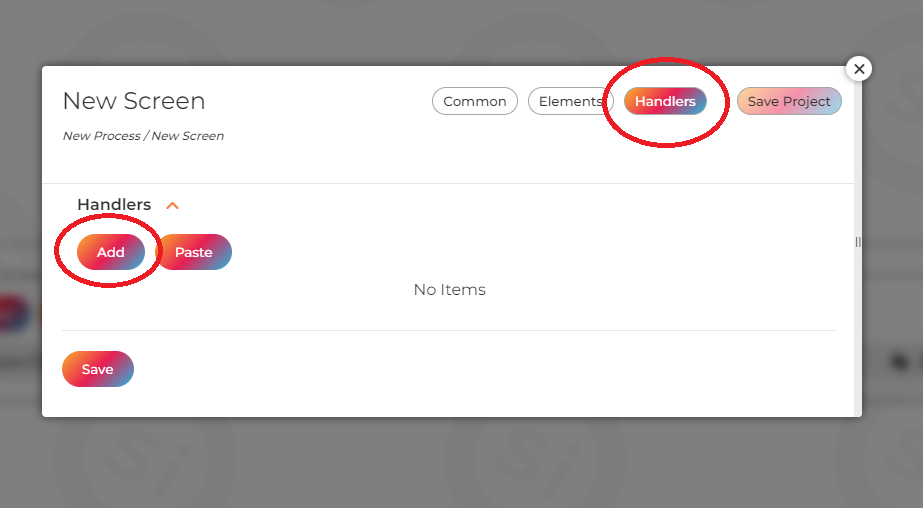 New Screen
Common
Elements
Handlers
Save Project
New Process / New Screen
Handlers
Add
Paste
No Items
Save